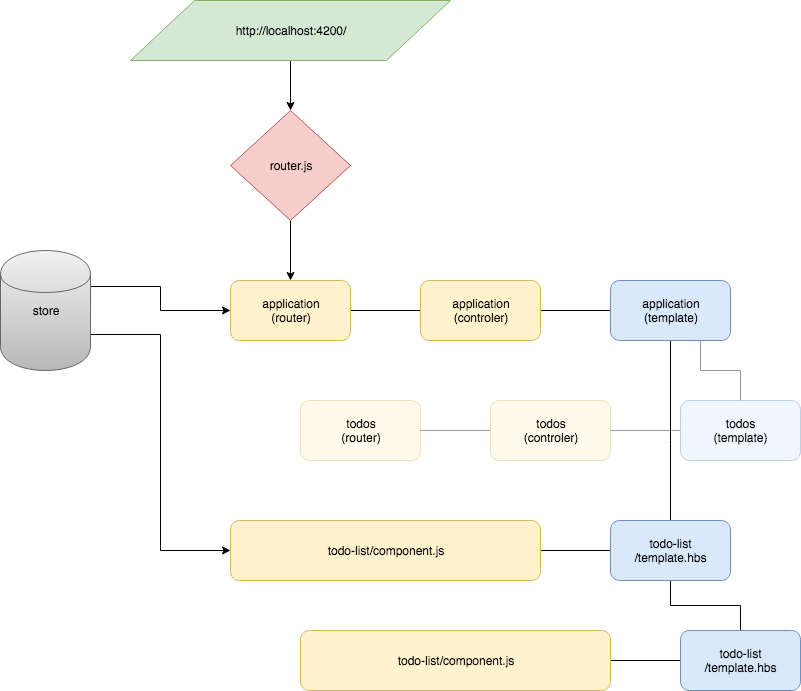 http://localhost:4200/
router.js
store
application
(router)
application
(controler)
application
(template)
todos
(router)
todos
(controler)
todos
(template)
todo-list/component.js
todo-list
/template.hbs
todo-list/component.js
todo-list
/template.hbs